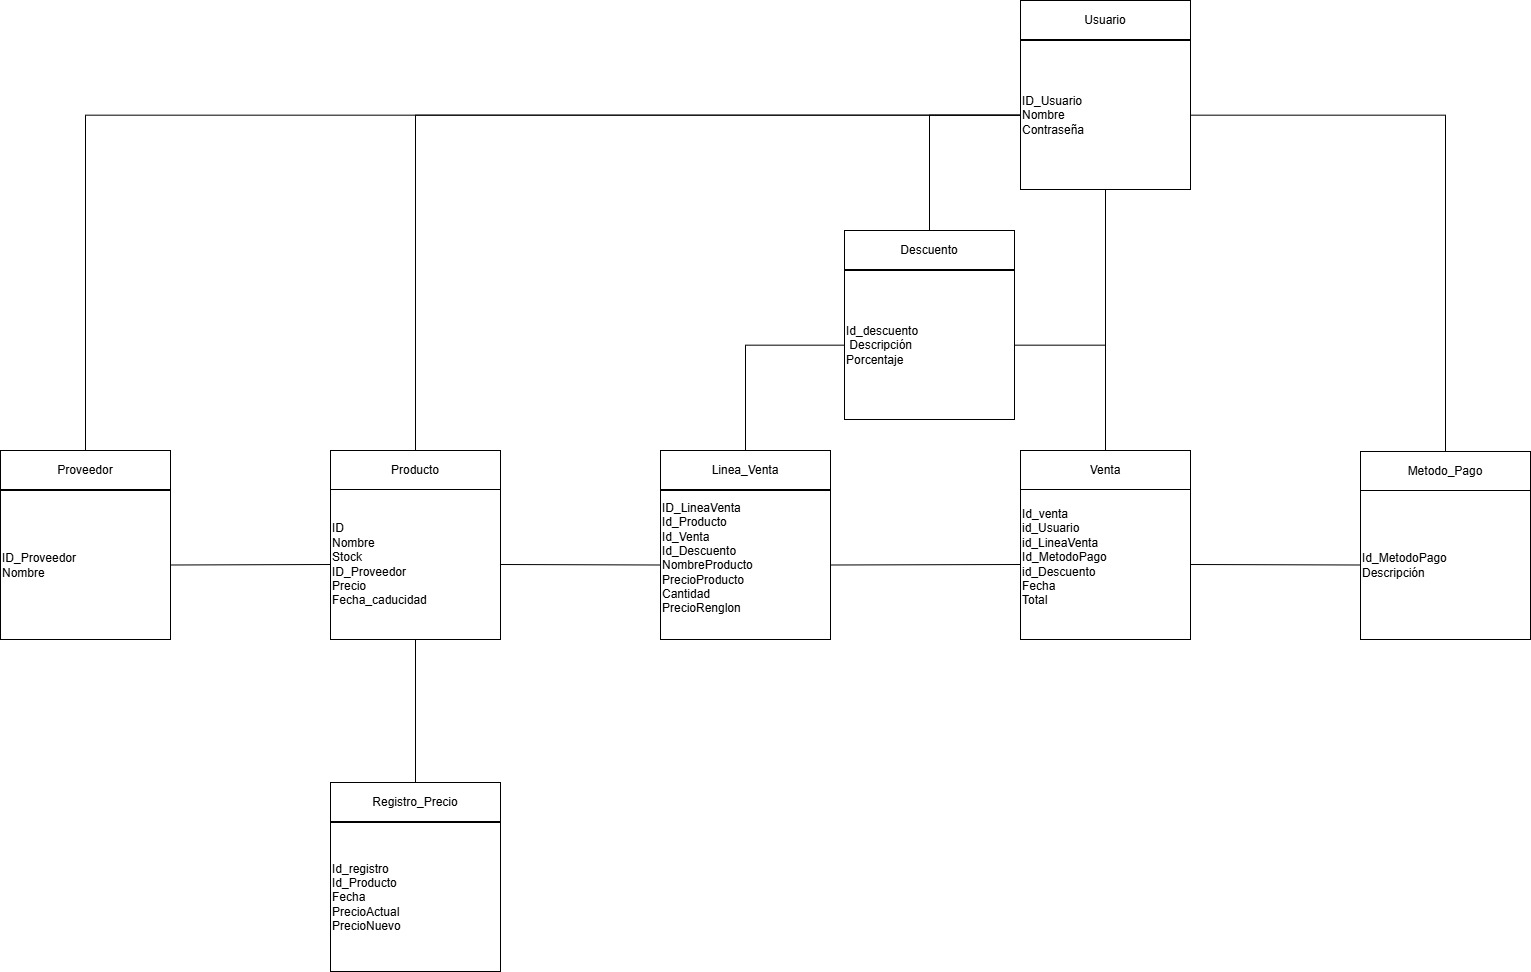 Usuario
ID_Usuario
Nombre
Contraseña
Descuento
Id_descuento
Descripción
Porcentaje
Proveedor
ID_Proveedor
Nombre
Producto
ID
Nombre
Stock
ID_Proveedor
Precio
Fecha_caducidad
Linea_Venta
ID_LineaVenta
Id_Producto
Id_Venta
Id_Descuento
NombreProducto
PrecioProducto
Cantidad
PrecioRenglon
Venta
Id_venta
id_Usuario
id_LineaVenta
Id_MetodoPago
id_Descuento
Fecha
Total
Metodo_Pago
Id_MetodoPago
Descripción
Registro_Precio
Id_registro
Id_Producto
Fecha
PrecioActual
PrecioNuevo